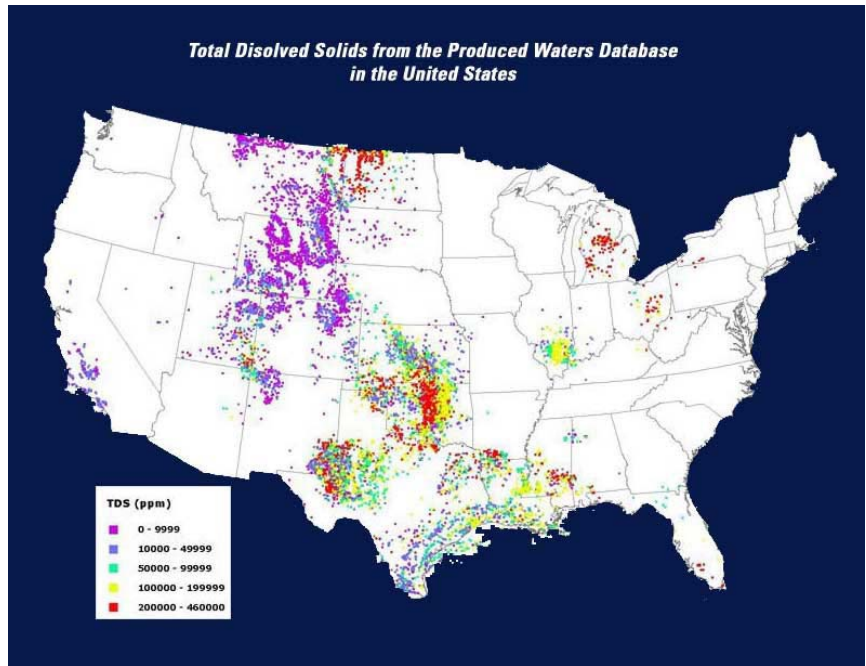 Total Disolved Solids from the Produced Waters Database
in the United States
TDS (ppm)
0 - 9999
10000 - 49999
50000 - 99999
100000 - 199999
200000 - 460000